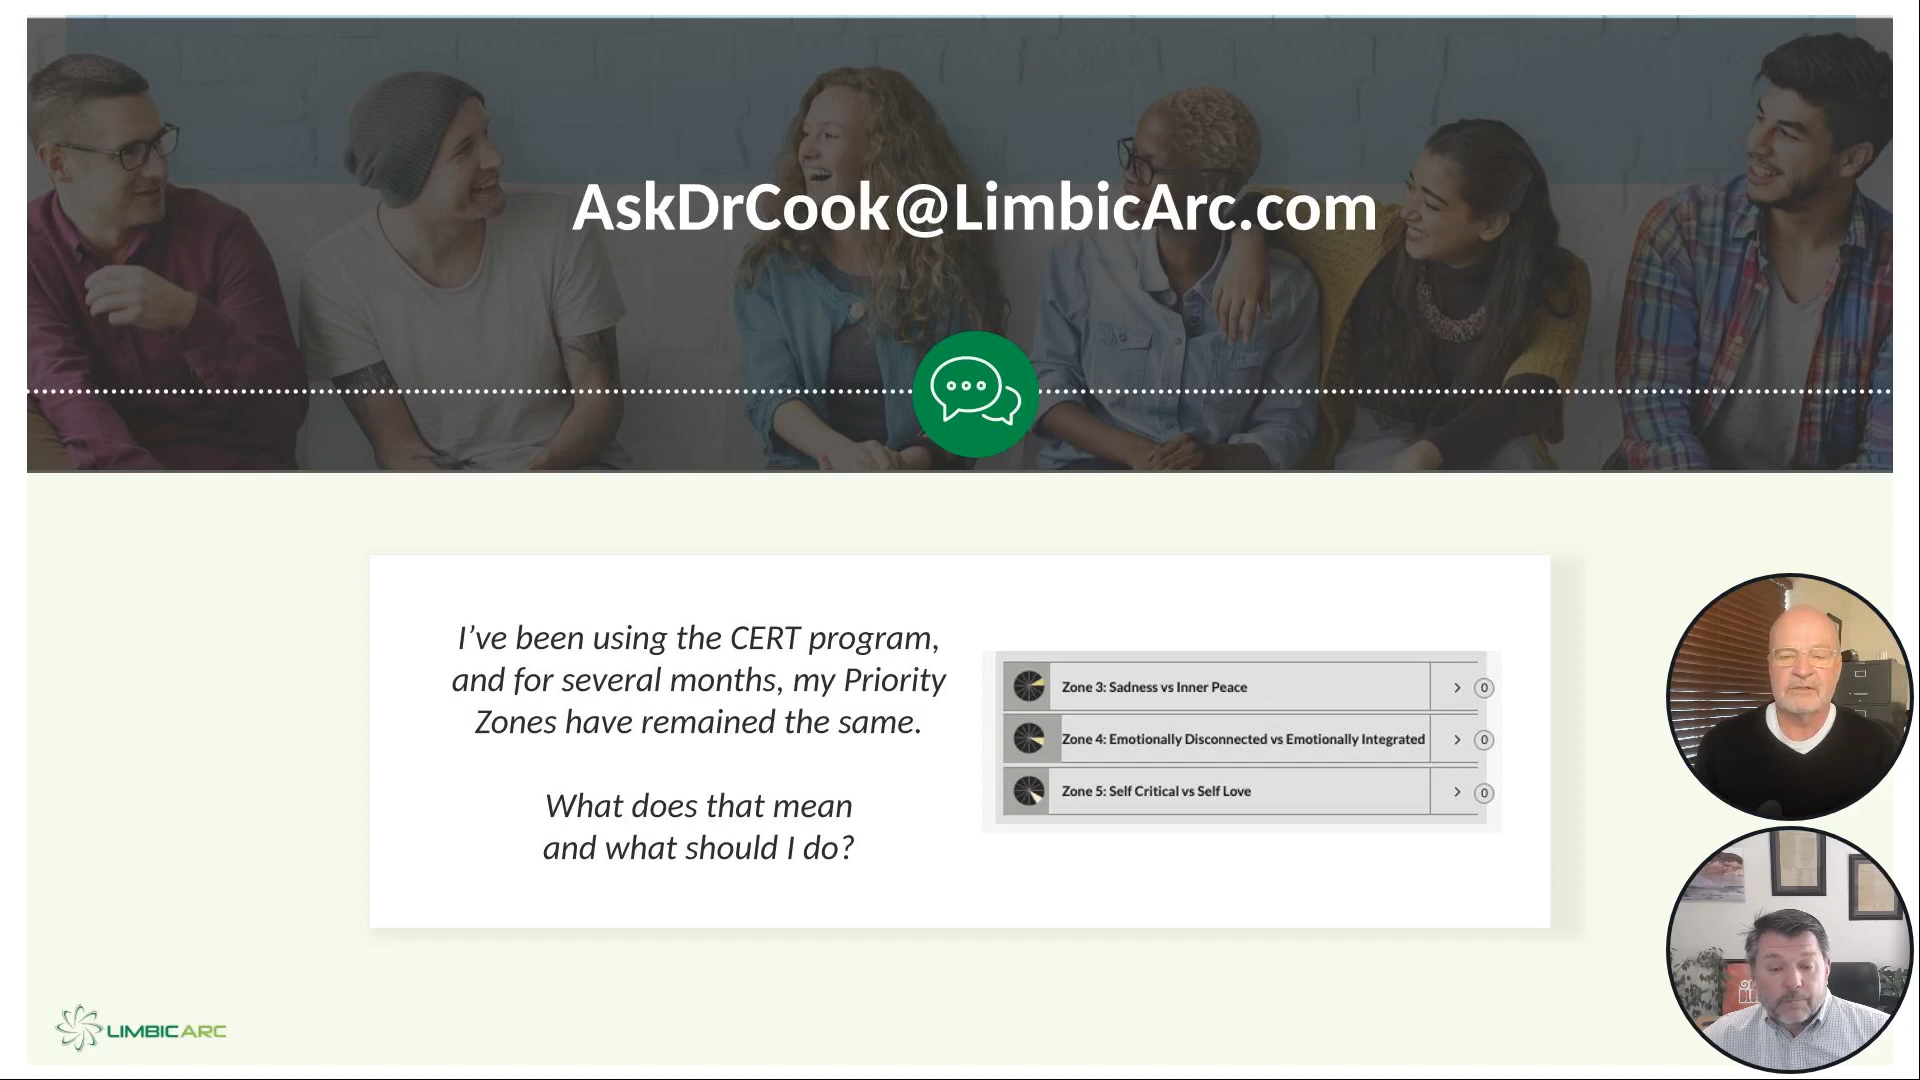 AskDrCook@LimbicArc.com
I’ve been using the CERT program,
and for several months, my Priority
Zones have remained the same.
What does that mean
and what should I do?
Zone 3: Sadness vs Inner Peace > 0
Zone 4: Emotionally Disconnected vs Emotionally Integrated > 0
Zone 5: Self Critical vs Self Love > 0
LIMBIC ARC